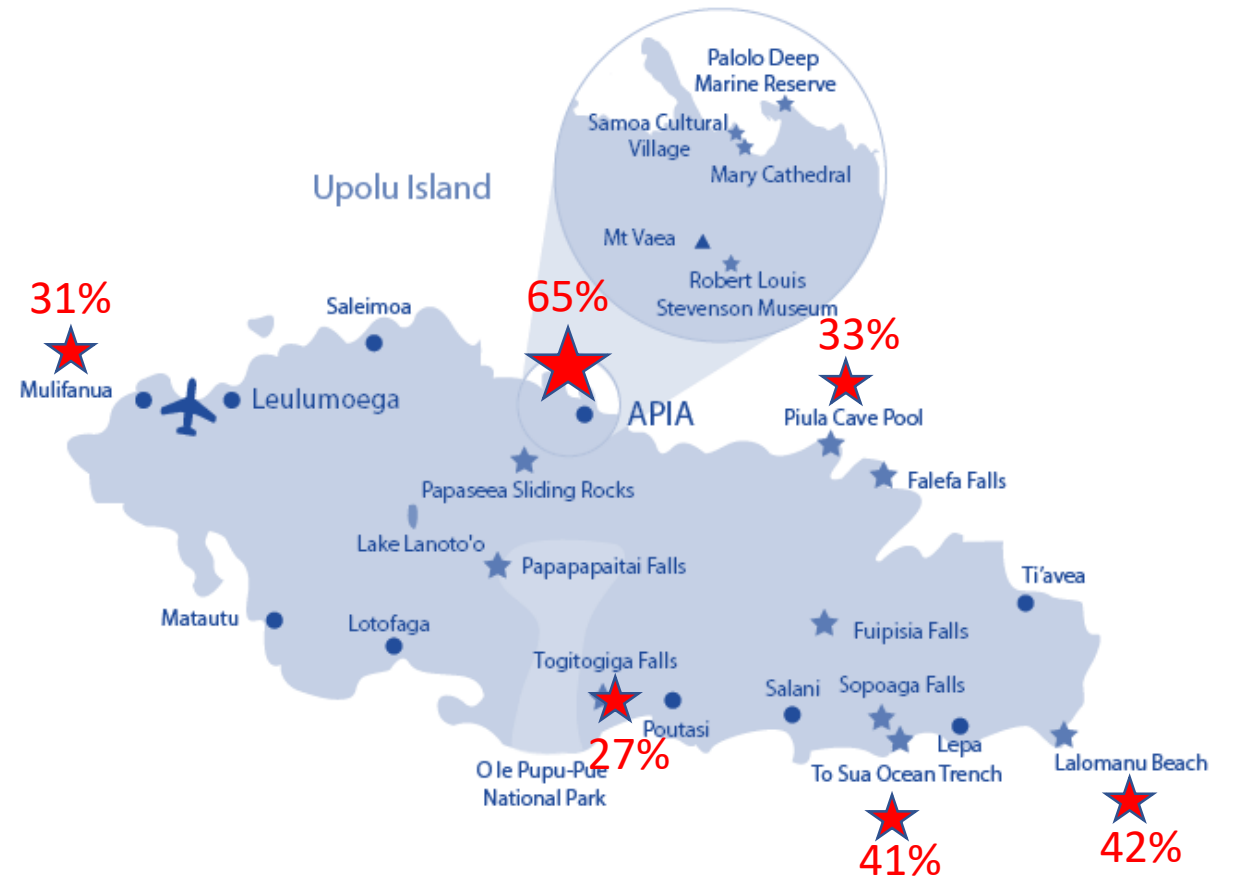 Palolo Deep
Marine Reserve
Samoa Cultural
Village
Mary Cathedral
Upolu Island
Mt Vaea
Robert Louis
Stevenson Museum
31%
65%
33%
Saleimoa
Mulifanua
Leulumoega
APIA
Piula Cave Pool
Falefa Falls
Papaseea Sliding Rocks
Lake Lanoto'o
Papapapaitai Falls
Ti'avea
Matautu
Lotofaga
Fuipisia Falls
Togitogiga Falls
Salani
Sopoaga Falls
Poutasi
27%
Lepa
O le Pupu-Pue
National Park
To Sua Ocean Trench
Lalomanu Beach
41%
42%